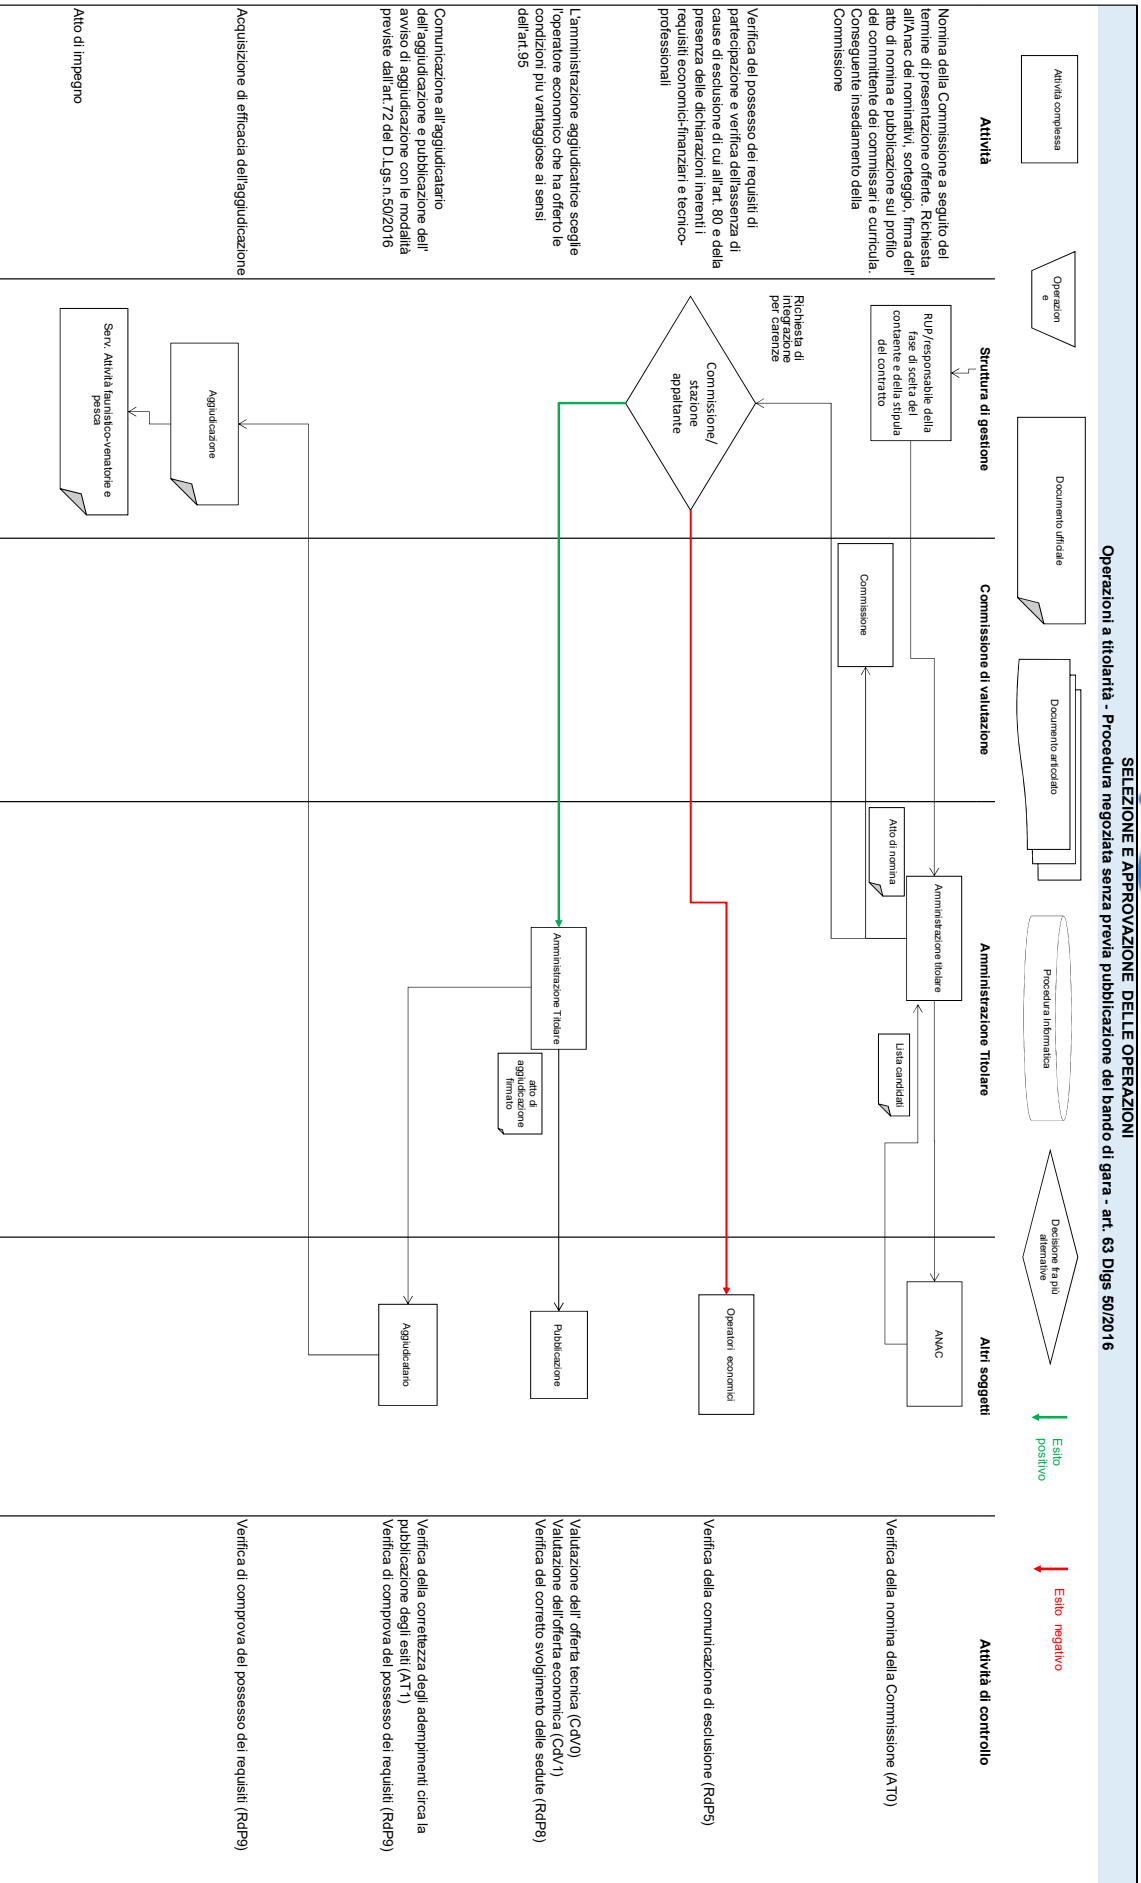 SELEZIONE E APPROVAZIONE DELLE OPERAZIONI
Operazioni a titolarità - Procedura negoziata senza previa pubblicazione del bando di gara - art. 63 Dlgs 50/2016
Attività complessa
Operazion
e
Documento ufficiale
Documento articolato
Procedura Informatica
Decisione fra più
alternative
Esito
positivo
Esito negativo
Attività
Struttura di gestione
Commissione di valutazione
Amministrazione Titolare
Altri soggetti
Attività di controllo
Nomina della Commissione a seguito del
termine di presentazione offerte. Richiesta
all'Anac dei nominativi, sorteggio, firma dell'
atto di nomina e pubblicazione sul profilo
del committente dei commissari e curricula.
Conseguente insediamento della
Commissione
RUP/responsabile della
fase di scelta del
contaente e della stipula
del contratto
Commissione
Atto di nomina
Amministrazione titolare
Lista candidati
ANAC
Verifica della nomina della Commissione (AT0)
Verifica del possesso dei requisiti di
partecipazione e verifica dell'assenza di
cause di esclusione di cui all'art. 80 e della
presenza delle dichiarazioni inerenti i
requisiti economici-finanziari e tecnico-
professionali
Richiesta di
integrazione
per carenze
Commissione/
stazione
appaltante
Operatori economici
Verifica della comunicazione di esclusione (RdP5)
L'amministrazione aggiudicatrice sceglie
l'operatore economico che ha offerto le
condizioni piu vantaggiose ai sensi
dell'art.95
Amministrazione Titolare
atto di
aggiudicazione
firmato
Pubblicazione
Valutazione dell' offerta tecnica (CdV0)
Valutazione dell'offerta economica (CdV1)
Verifica del corretto svolgimento delle sedute (RdP8)
Comunicazione all'aggiudicatario
dell'aggiudicazione e pubblicazione dell'
avviso di aggiudicazione con le modalità
previste dall'art.72 del D.Lgs.n.50/2016
Aggiudicatario
Verifica della correttezza degli adempimenti circa la
pubblicazione degli esiti (AT1)
Verifica di comprova del possesso dei requisiti (RdP9)
Acquisizione di efficacia dell'aggiudicazione
Aggiudicazione
Verifica di comprova del possesso dei requisiti (RdP9)
Atto di impegno
Serv. Attività faunistico-venatorie e
pesca